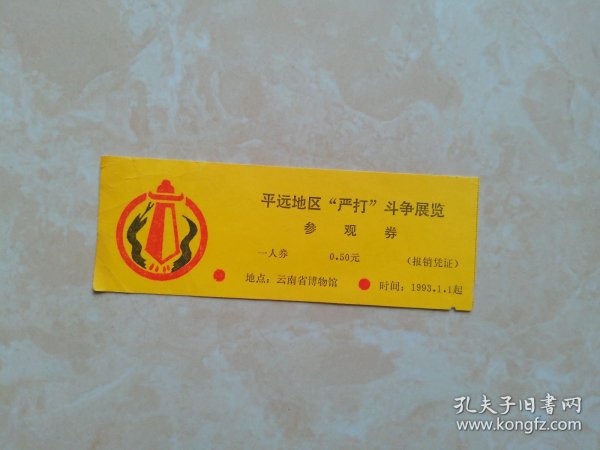 平远地区“严打”斗争展览
参观券
一人券 0.50元 （报销凭证）
地点：云南省博物馆 时间：1993.1.1起
孔夫子旧书网
www.kongfz.com